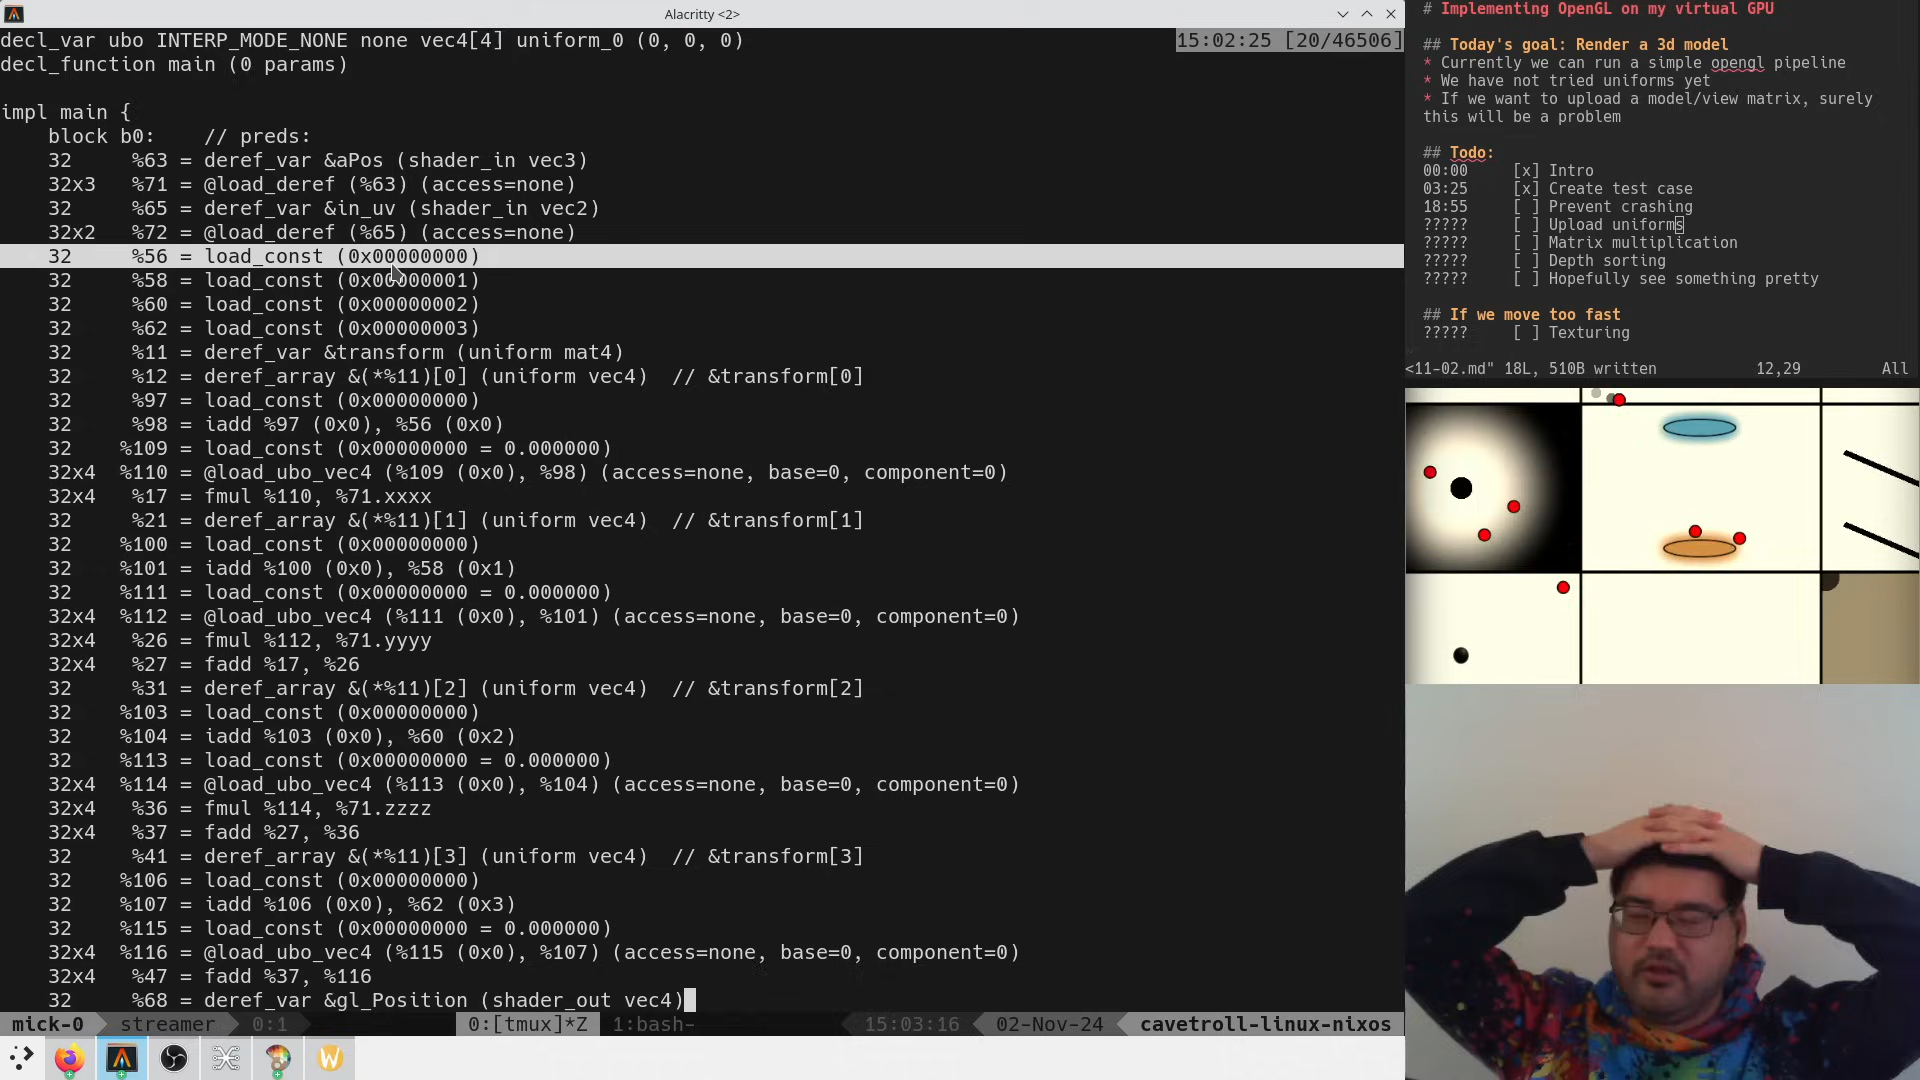 Alacritty <2>
decl_var ubo INTERP_MODE_NONE none vec4[4] uniform_0 (0, 0, 0)
15:02:25 [20/46506]
decl_function main (0 params)
impl main {
block b0:    // preds:
32     %63 = deref_var &aPos (shader_in vec3)
32x3   %71 = @load_deref (%63) (access=none)
32     %65 = deref_var &in_uv (shader_in vec2)
32x2   %72 = @load_deref (%65) (access=none)
32     %56 = load_const (0x00000000)
32     %58 = load_const (0x00000001)
32     %60 = load_const (0x00000002)
32     %62 = load_const (0x00000003)
32     %11 = deref_var &transform (uniform mat4)
32     %12 = deref_array &(*%11)[0] (uniform vec4)  // &transform[0]
32     %97 = load_const (0x00000000)
32     %98 = iadd %97 (0x0), %56 (0x0)
32    %109 = load_const (0x00000000 = 0.000000)
32x4  %110 = @load_ubo_vec4 (%109 (0x0), %98) (access=none, base=0, component=0)
32x4   %17 = fmul %110, %71.xxxx
32     %21 = deref_array &(*%11)[1] (uniform vec4)  // &transform[1]
32    %100 = load_const (0x00000000)
32    %101 = iadd %100 (0x0), %58 (0x1)
32    %111 = load_const (0x00000000 = 0.000000)
32x4  %112 = @load_ubo_vec4 (%111 (0x0), %101) (access=none, base=0, component=0)
32x4   %26 = fmul %112, %71.yyyy
32x4   %27 = fadd %17, %26
32     %31 = deref_array &(*%11)[2] (uniform vec4)  // &transform[2]
32    %103 = load_const (0x00000000)
32    %104 = iadd %103 (0x0), %60 (0x2)
32    %113 = load_const (0x00000000 = 0.000000)
32x4  %114 = @load_ubo_vec4 (%113 (0x0), %104) (access=none, base=0, component=0)
32x4   %36 = fmul %114, %71.zzzz
32x4   %37 = fadd %27, %36
32     %41 = deref_array &(*%11)[3] (uniform vec4)  // &transform[3]
32    %106 = load_const (0x00000000)
32    %107 = iadd %106 (0x0), %62 (0x3)
32    %115 = load_const (0x00000000 = 0.000000)
32x4  %116 = @load_ubo_vec4 (%115 (0x0), %107) (access=none, base=0, component=0)
32x4   %47 = fadd %37, %116
32     %68 = deref_var &gl_Position (shader_out vec4)
mick-0 streamer 0:1 0:[tmux]*Z 1:bash- 15:03:16 02-Nov-24 cavetroll-linux-nixos
# Implementing OpenGL on my virtual GPU
## Today's goal: Render a 3d model
* Currently we can run a simple opengl pipeline
* We have not tried uniforms yet
* If we want to upload a model/view matrix, surely
this will be a problem
## Todo:
00:00     [x] Intro
03:25     [x] Create test case
18:55     [ ] Prevent crashing
?????     [ ] Upload uniforms
?????     [ ] Matrix multiplication
?????     [ ] Depth sorting
?????     [ ] Hopefully see something pretty
## If we move too fast
?????     [ ] Texturing
<11-02.md" 18L, 510B written 12,29 All